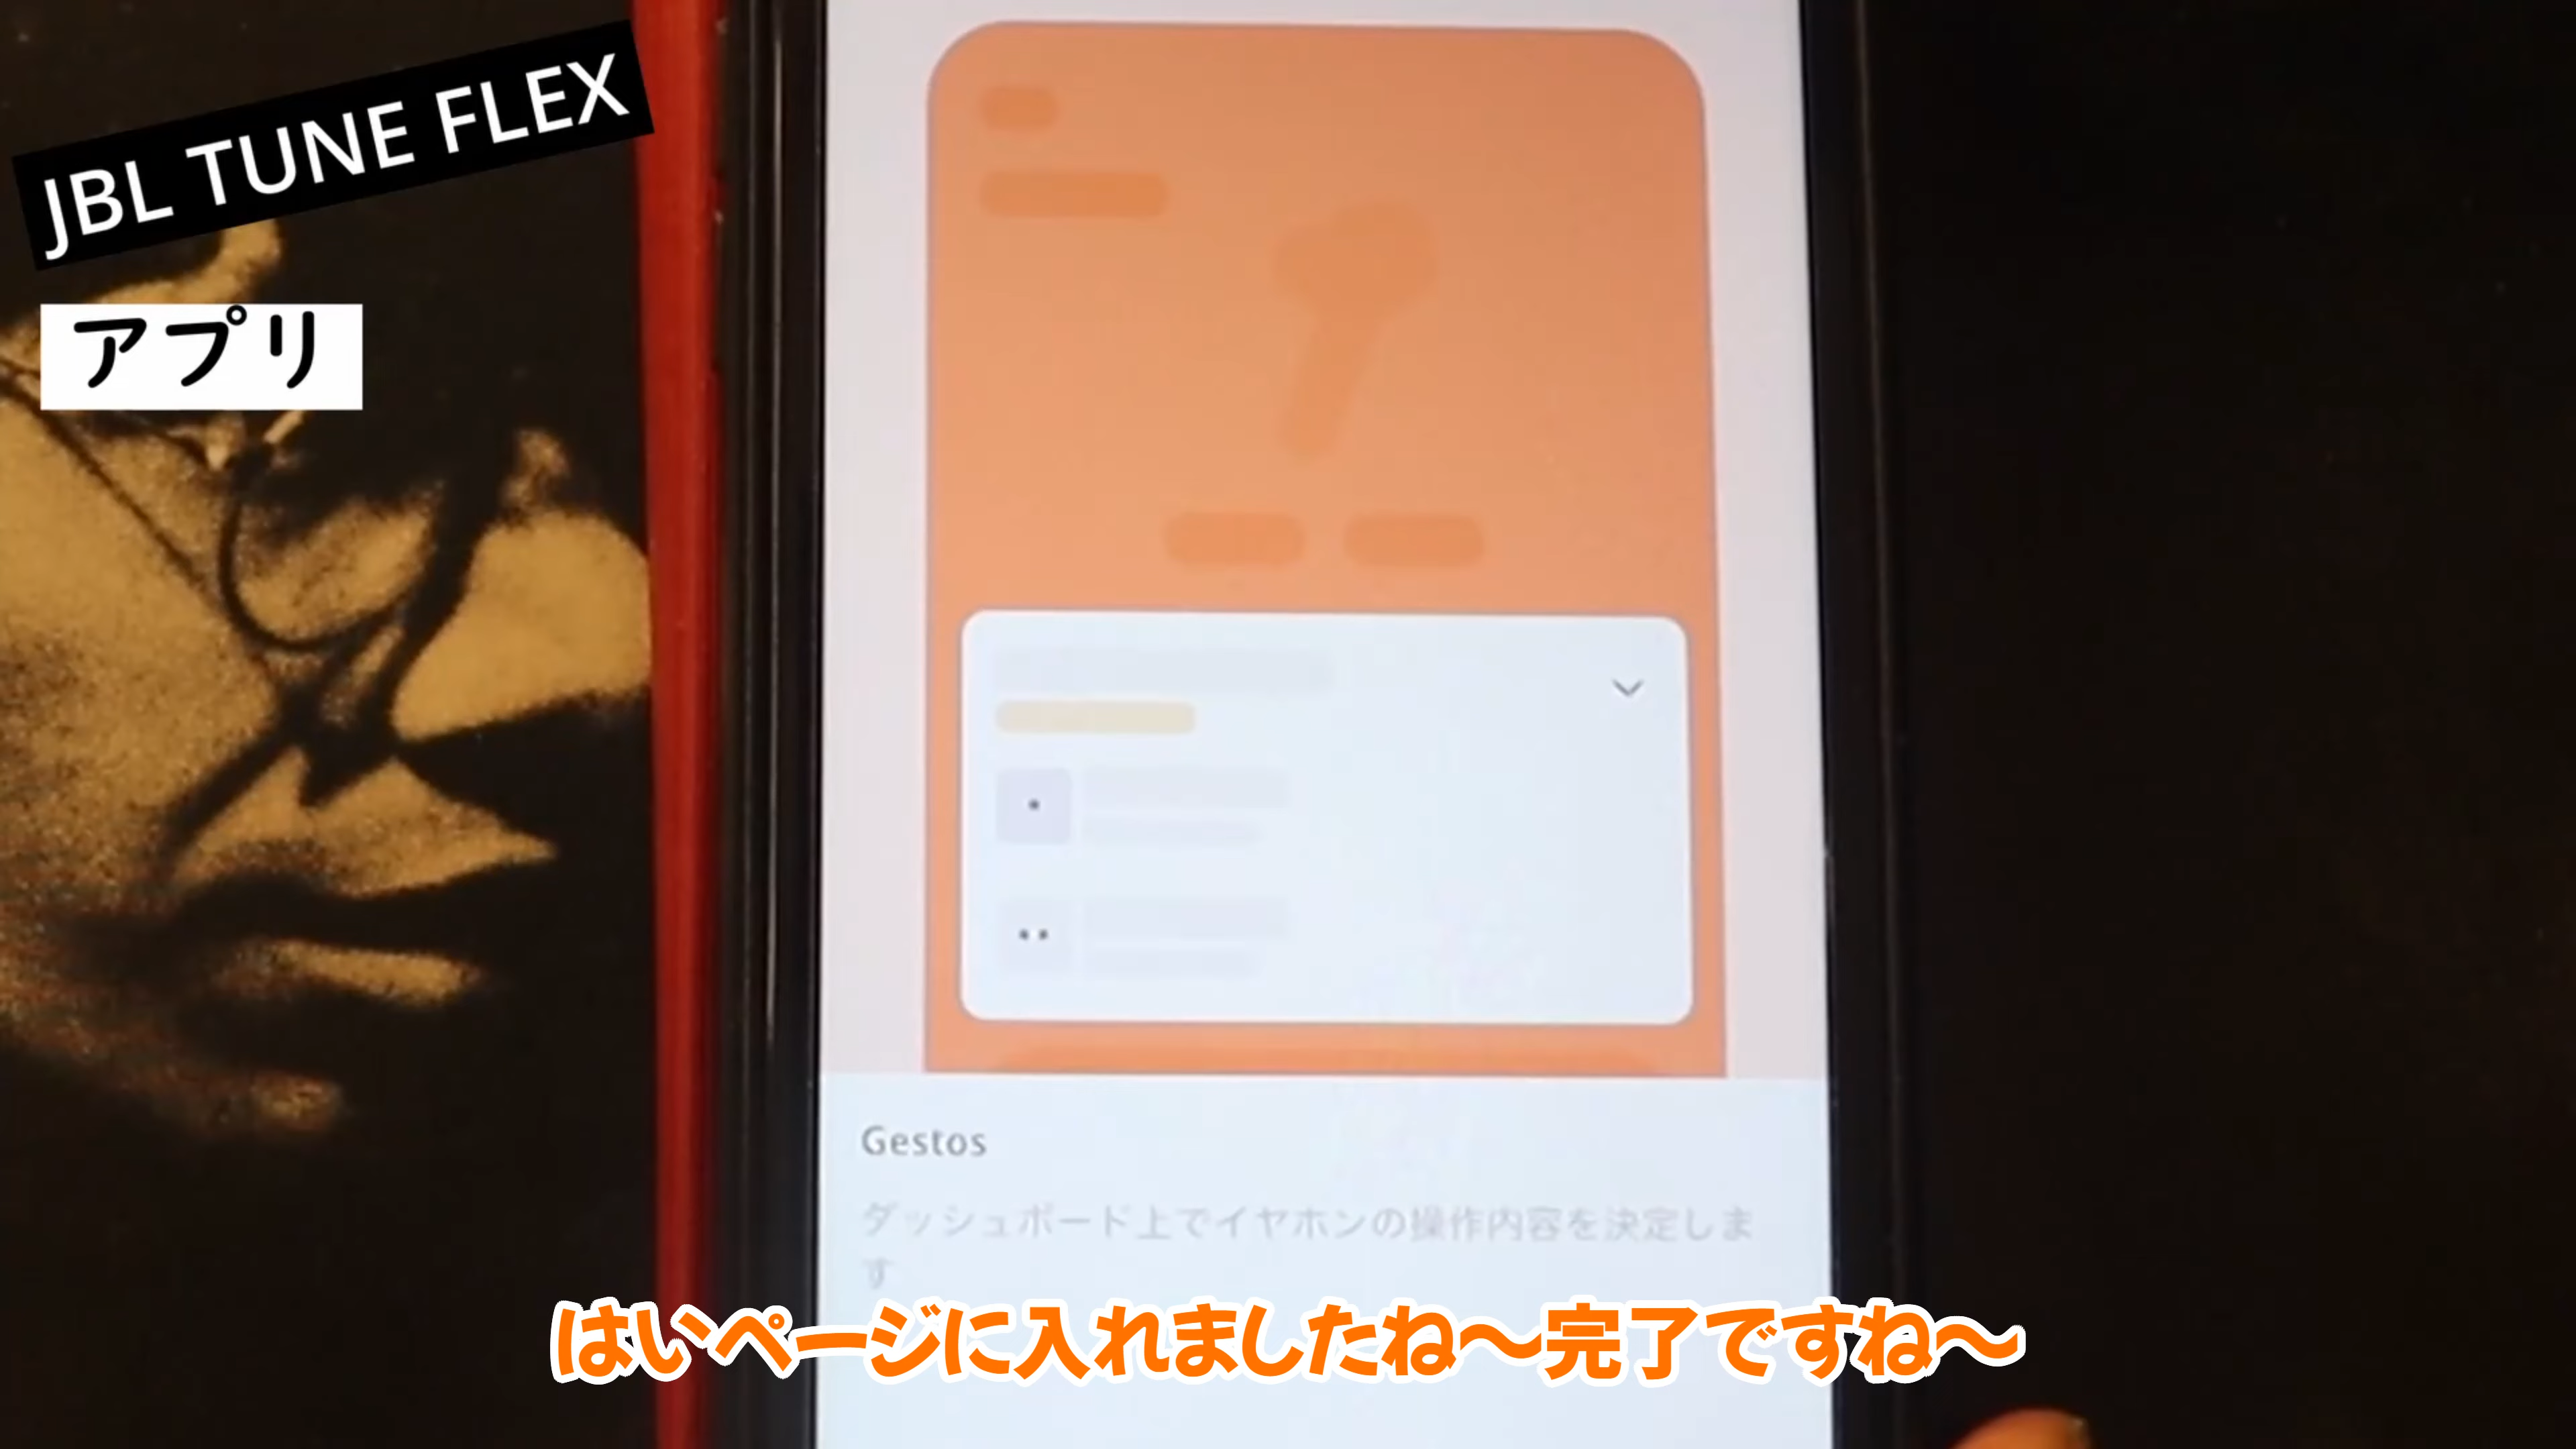 JBL TUNE FLEX
アプリ
Gestos
ダッシュボード上でイヤホンの操作内容を決定しま
す
はいページに入れましたね〜完了ですね〜